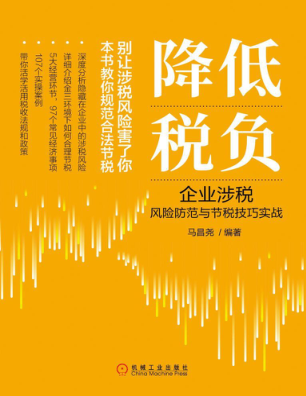 降低
税负
企业涉税
风险防范与节税技巧实战
马昌尧 / 编著
别让涉税风险害了你
本书教你规范合法节税
深度分析隐藏在企业中的涉税风险
详细介绍金三环境下如何合理节税
5大经营环节，97个常见经济事项
107个实操案例
带你活学活用税收法规和政策
机械工业出版社
China Machine Press